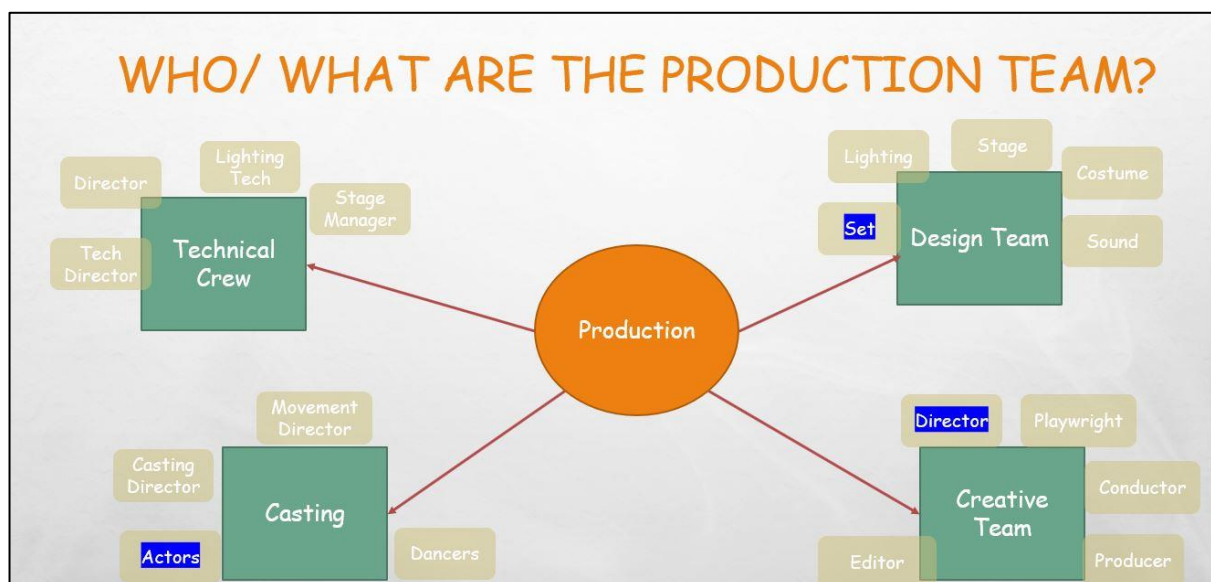 WHO/ WHAT ARE THE PRODUCTION TEAM?
Director
Lighting
Tech
Stage
Manager
Tech
Director
Technical
Crew
Lighting
Stage
Costume
Set
Design Team
Sound
Production
Movement
Director
Casting
Director
Casting
Actors
Dancers
Director
Playwright
Conductor
Creative
Team
Editor
Producer